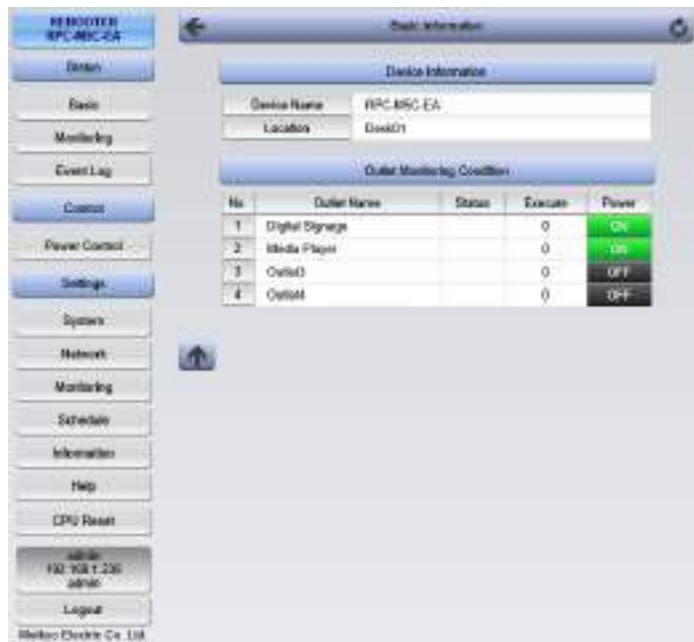 REBOOTER
RPC-M5C-EA
Status
Basic
Monitoring
Event Log
Control
Power Control
Settings
System
Network
Monitoring
Schedule
Information
Help
CPU Reset
admin
192.168.1.236
admin
Logout
Meikyo Electric Co. Ltd.
Basic Information
Device Information
Device Name RPC-M5C-EA
Location Desk01
Outlet Monitoring Condition
No. Outlet Name Status Execute Power
1 Digital Signage 0 ON
2 Media Player 0 ON
3 Outlet3 0 OFF
4 Outlet4 0 OFF